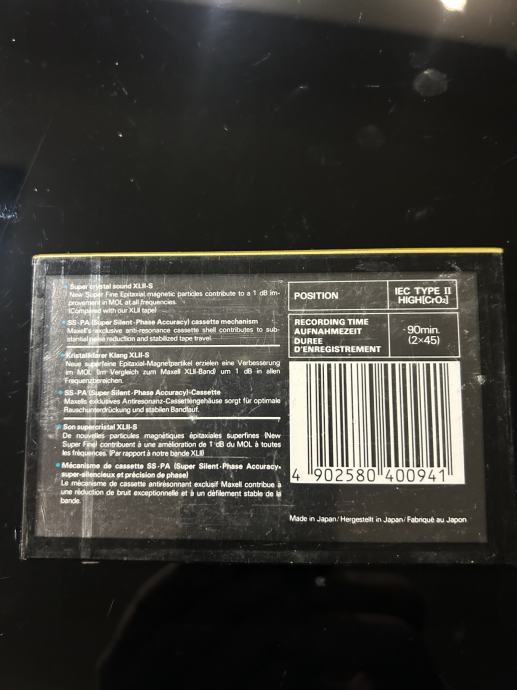 • Super crystal sound XLII-S
New Super Fine Epitaxial magnetic particles contribute to a 1 dB im-
provement in MOL at all frequencies.
(Compared with our XLII tape)
• SS-PA (Super Silent-Phase Accuracy) cassette mechanism
Maxell's exclusive anti-resonance cassette shell contributes to sub-
stantial noise reduction and stabilized tape travel.
• Kristallklarer Klang XLII-S
Neue superfeine Epitaxial-Magnetpartikel erzielen eine Verbesserung
im MOL (im Vergleich zum Maxell XLII-Band) um 1 dB in allen
Frequenzbereichen.
• SS-PA (Super Silent-Phase Accuracy)-Cassette
Maxells exklusives Antiresonanz-Cassettengehäuse sorgt für optimale
Rauschunterdrückung und stabilen Bandlauf.
• Son supercristal XLII-S
De nouvelles particules magnétiques épitaxiales superfines (New
Super Fine) contribuent à une amélioration de 1 dB du MOL à toutes
les fréquences. (Par rapport à notre bande XLII)
• Mécanisme de cassette SS-PA (Super Silent-Phase Accuracy-
super-silencieux et précision de phase)
Le mécanisme de cassette antirésonnant exclusif Maxell contribue à
une réduction de bruit exceptionnelle et à un défilement stable de la
bande.
POSITION
IEC TYPE II
HIGH[CrO₂]
RECORDING TIME
AUFNAHMEZEIT
DUREE
D'ENREGISTREMENT
90min.
(2×45)
4 902580 400941
Made in Japan/Hergestellt in Japan/Fabriqué au Japon